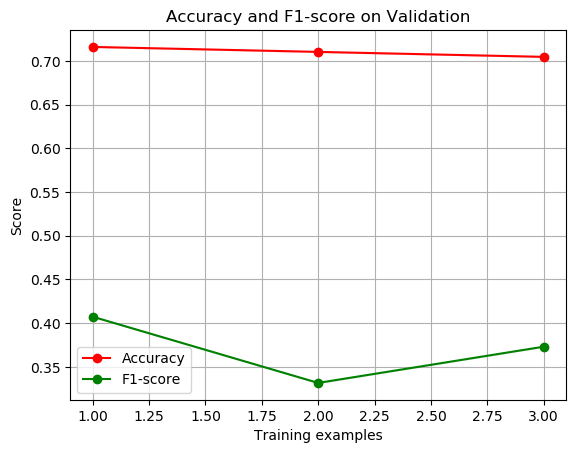 Accuracy and F1-score on Validation
0.70
0.65
0.60
0.55
0.50
0.45
0.40
0.35
Score
Accuracy
F1-score
1.00 1.25 1.50 1.75 2.00 2.25 2.50 2.75 3.00
Training examples